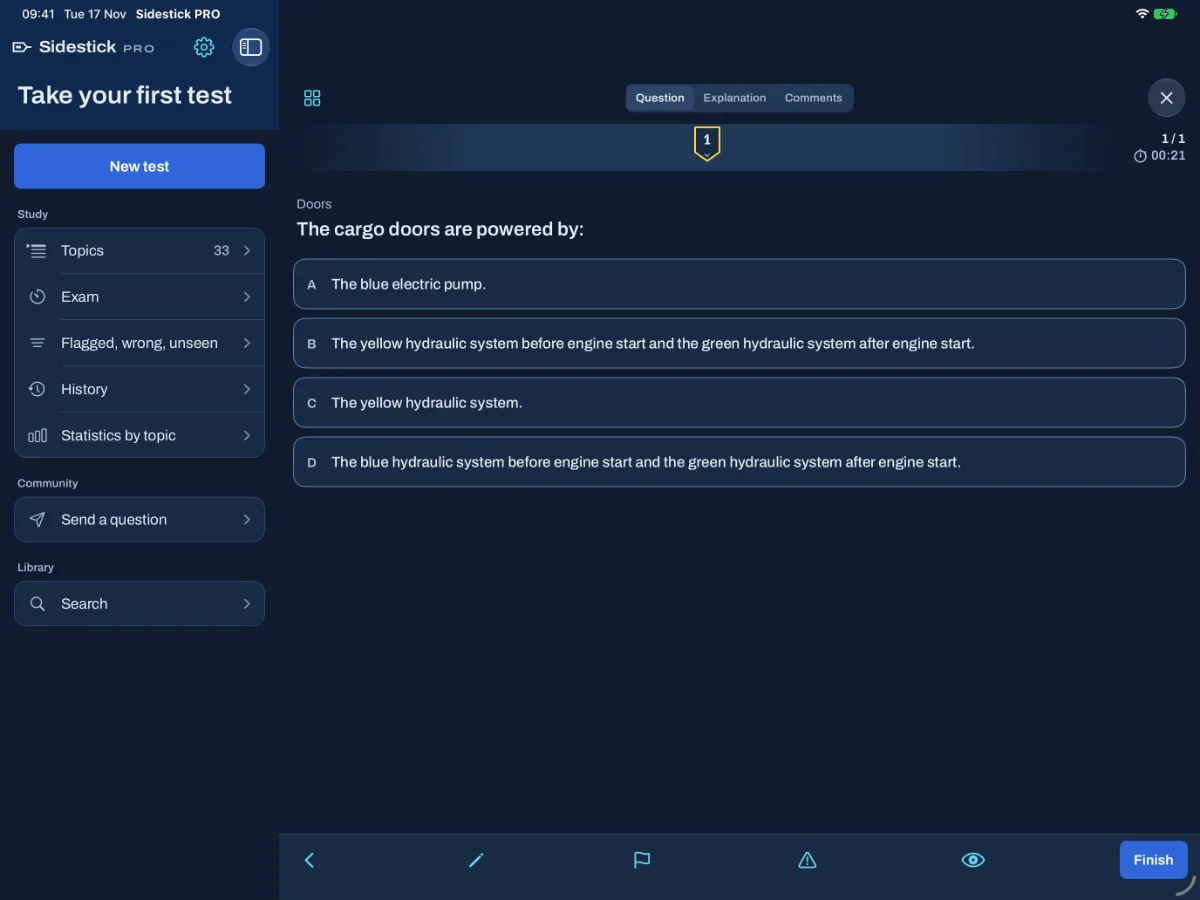 09:41 Tue 17 Nov Sidestick PRO
Sidestick PRO
Take your first test
New test
Study
Topics 33
Exam
Flagged, wrong, unseen
History
Statistics by topic
Community
Send a question
Library
Search
Question Explanation Comments
1
1 / 1
00:21
Doors
The cargo doors are powered by:
A The blue electric pump.
B The yellow hydraulic system before engine start and the green hydraulic system after engine start.
C The yellow hydraulic system.
D The blue hydraulic system before engine start and the green hydraulic system after engine start.
Finish